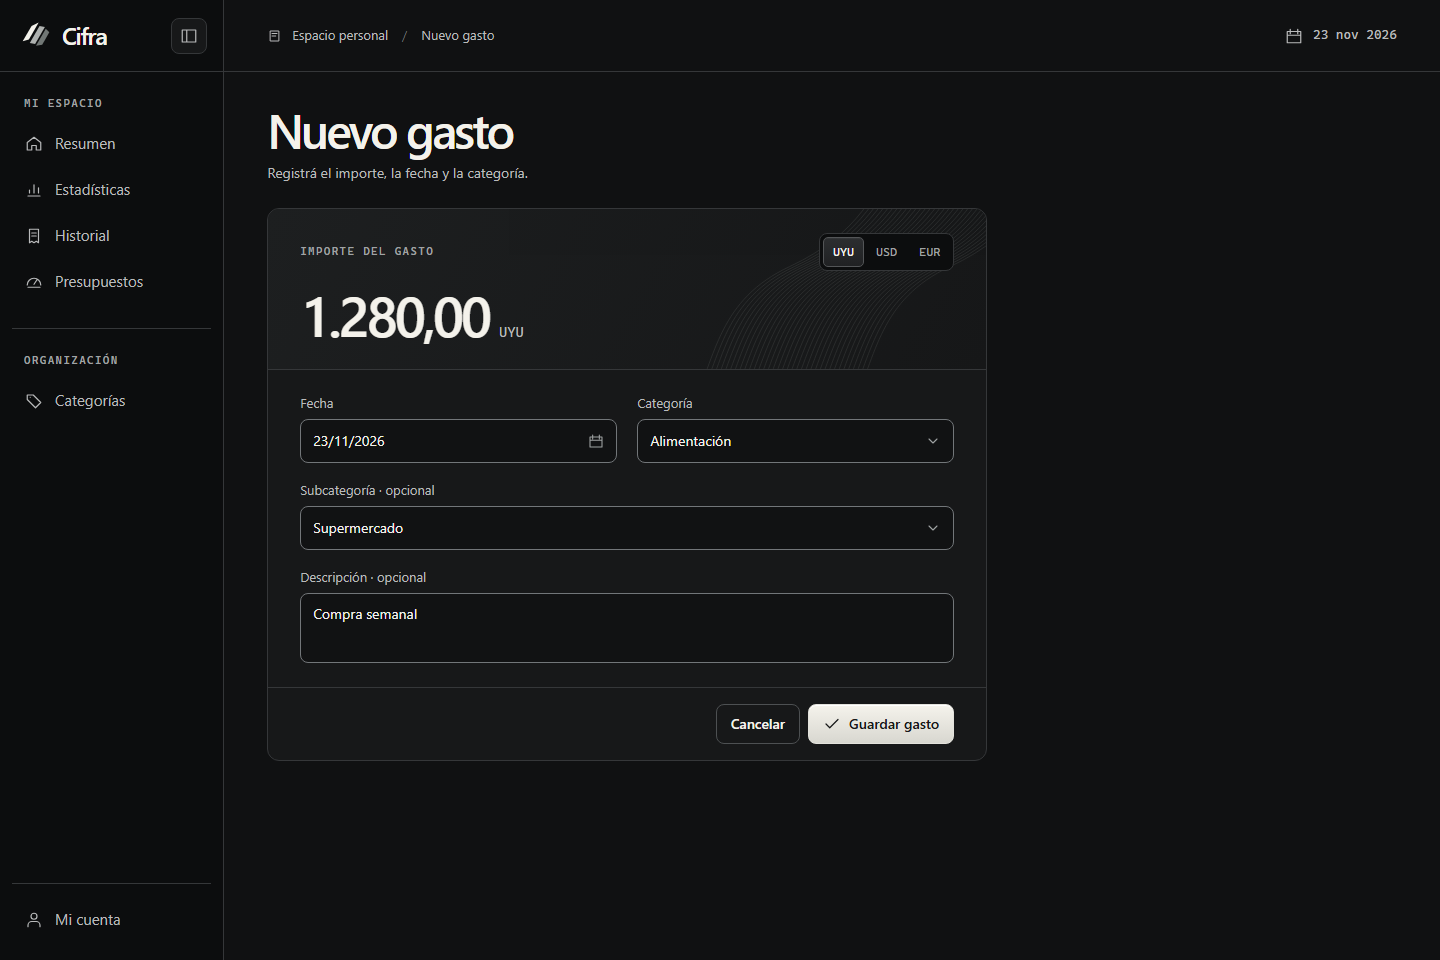 Cifra
Espacio personal / Nuevo gasto
23 nov 2026
MI ESPACIO
Resumen
Estadísticas
Historial
Presupuestos
ORGANIZACIÓN
Categorías
Mi cuenta
Nuevo gasto
Registrá el importe, la fecha y la categoría.
IMPORTE DEL GASTO
UYU USD EUR
1.280,00 UYU
Fecha
23/11/2026
Categoría
Alimentación
Subcategoría · opcional
Supermercado
Descripción · opcional
Compra semanal
Cancelar
Guardar gasto